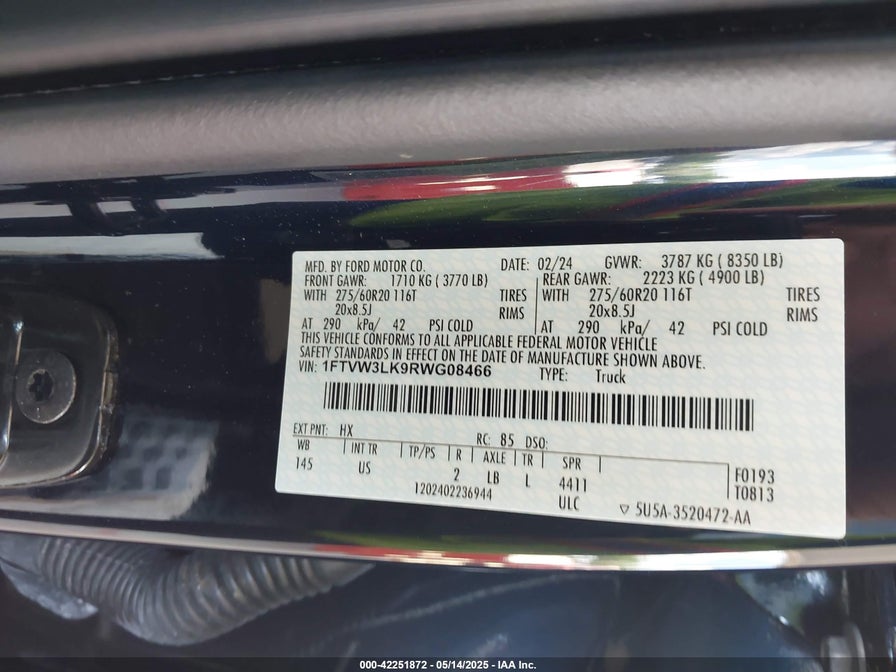 MFD. BY FORD MOTOR CO. DATE: 02/24 GVWR: 3787 KG ( 8350 LB)
FRONT GAWR: 1710 KG ( 3770 LB) REAR GAWR: 2223 KG ( 4900 LB)
WITH 275/60R20 116T TIRES WITH 275/60R20 116T TIRES
20x8.5J RIMS 20x8.5J RIMS
AT 290 kPa/ 42 PSI COLD AT 290 kPa/ 42 PSI COLD
THIS VEHICLE CONFORMS TO ALL APPLICABLE FEDERAL MOTOR VEHICLE
SAFETY STANDARDS IN EFFECT ON THE DATE OF MANUFACTURE SHOWN ABOVE.
VIN: 1FTVW3LK9RWG08466 TYPE: Truck
EXT PNT: HX RC: 85 DSO:
WB INT TR TP/PS R AXLE TR SPR
145 US 2 LB L 4411 F0193
1202402236944 ULC T0813
▽ 5U5A-3520472-AA
000-42251872 - 05/14/2025 - IAA Inc.